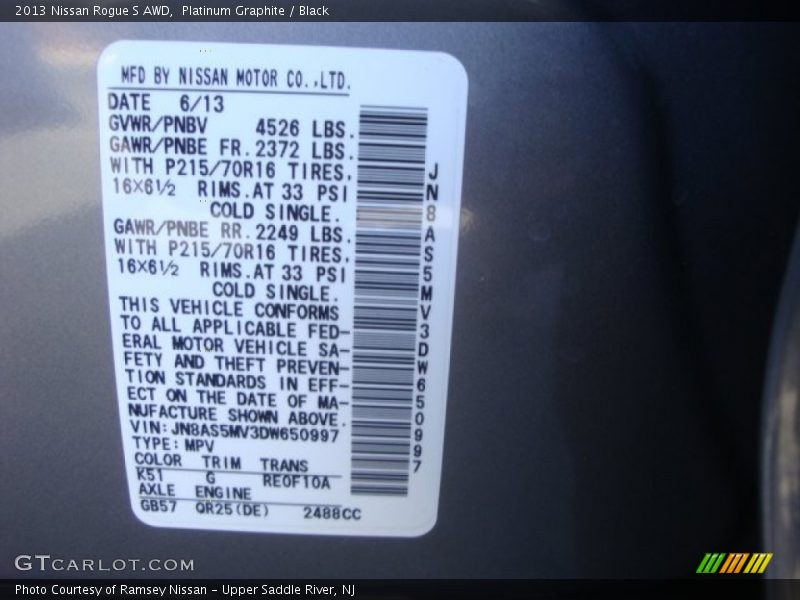 2013 Nissan Rogue S AWD,  Platinum Graphite / Black
MFD BY NISSAN MOTOR CO.,LTD.
DATE 6/13
GVWR/PNBV 4526 LBS.
GAWR/PNBE FR. 2372 LBS.
WITH P215/70R16 TIRES,
16×6½ RIMS.AT 33 PSI
COLD SINGLE.
GAWR/PNBE RR. 2249 LBS.
WITH P215/70R16 TIRES,
16×6½ RIMS.AT 33 PSI
COLD SINGLE.
THIS VEHICLE CONFORMS
TO ALL APPLICABLE FED-
ERAL MOTOR VEHICLE SA-
FETY AND THEFT PREVEN-
TION STANDARDS IN EFF-
ECT ON THE DATE OF MA-
NUFACTURE SHOWN ABOVE.
VIN:JN8AS5MV3DW650997
TYPE:MPV
COLOR TRIM TRANS
K51 G RE0F10A
AXLE ENGINE
GB57 QR25(DE) 2488CC
JN8AS5MV3DW650997
GTCARLOT.COM
Photo Courtesy of Ramsey Nissan - Upper Saddle River, NJ